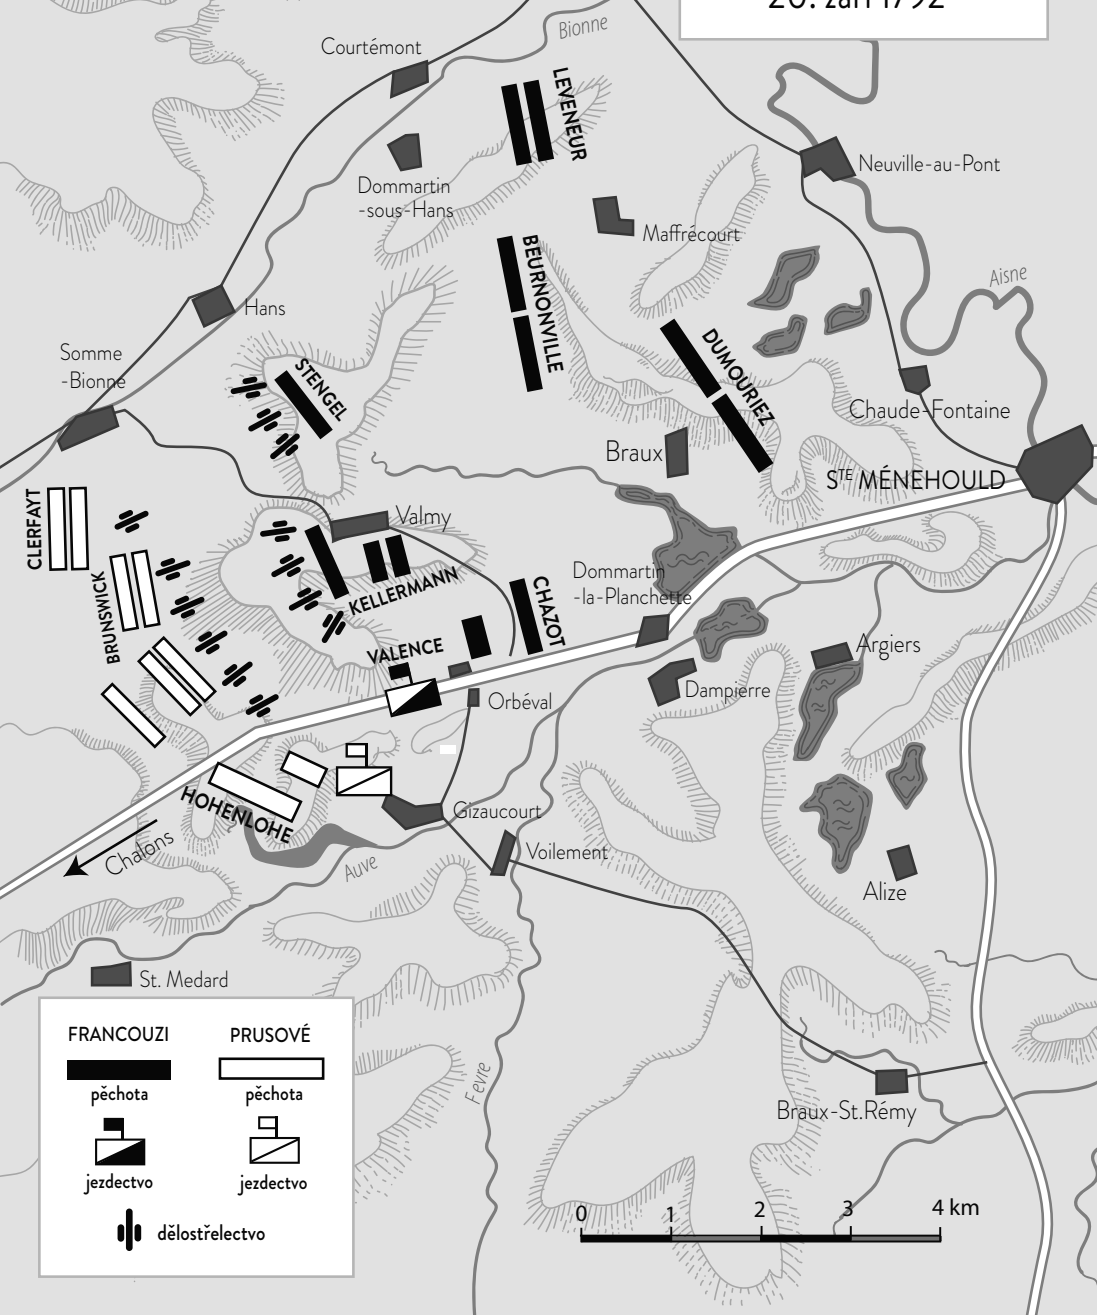 20. září 1792
Bionne
Courtémont
LEVENEUR
Dommartin
-sous-Hans
Neuville-au-Pont
Maffrécourt
BEURNONVILLE
Aisne
Hans
Somme
-Bionne
STENGEL
DUMOURIEZ
Chaude-Fontaine
Braux
STE MÉNEHOULD
CLERFAYT
Valmy
BRUNSWICK
KELLERMANN
CHAZOT
Dommartin
-la-Planchette
VALENCE
Argiers
Dampierre
Orbéval
HOHENLOHE
Gizaucourt
Chalons
Auve
Voilement
Alize
St. Medard
Fevre
Braux-St.Rémy
FRANCOUZI
PRUSOVÉ
pěchota
pěchota
jezdectvo
jezdectvo
dělostřelectvo
0 1 2 3 4 km